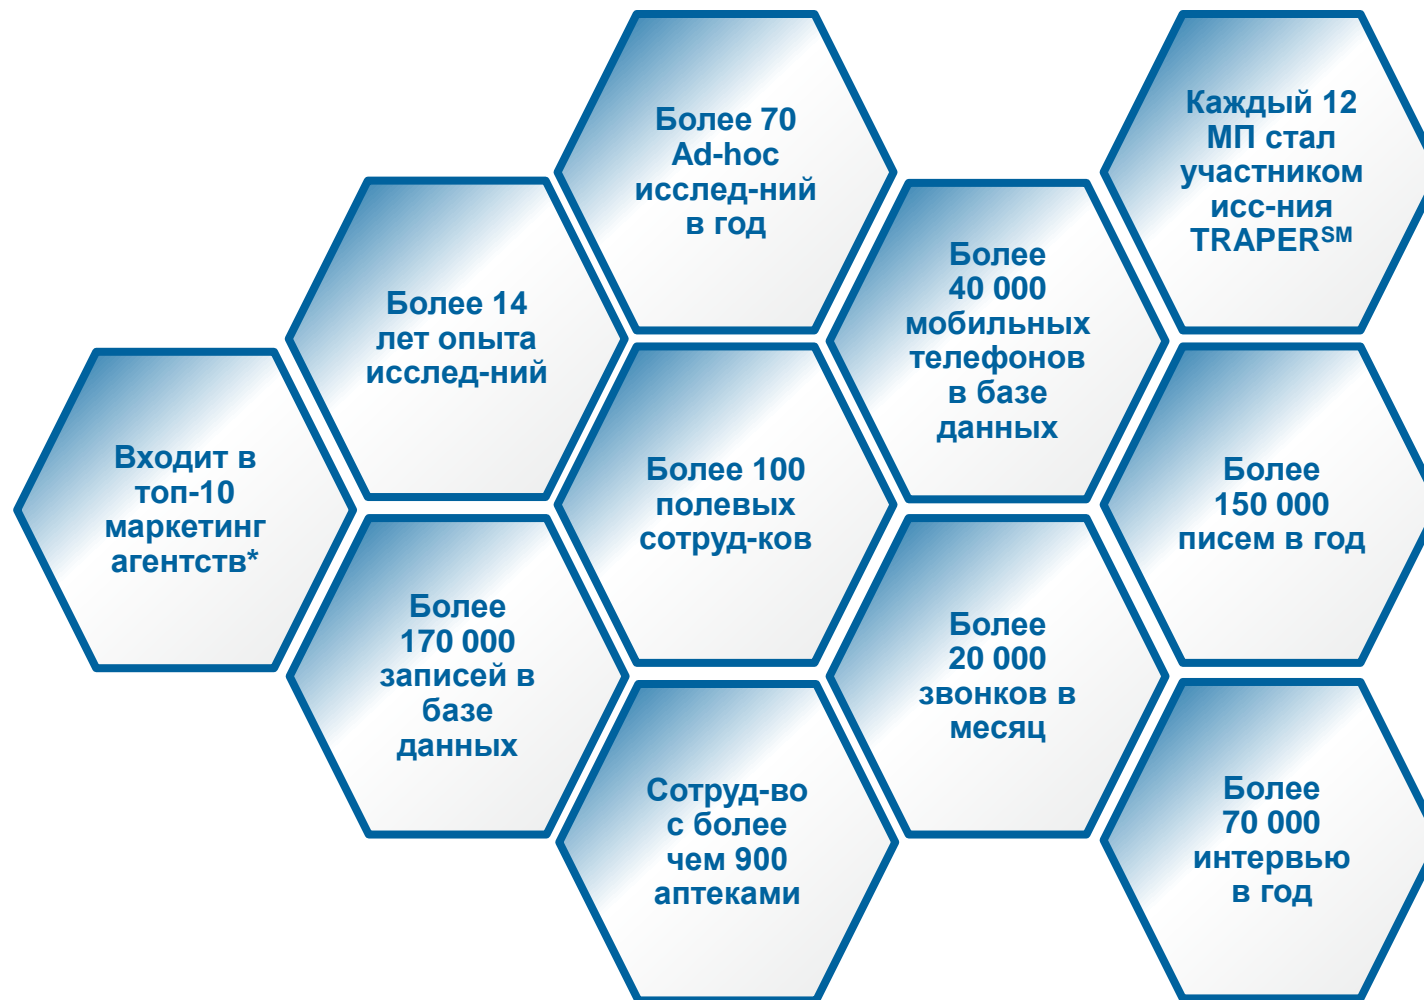 Входит в
топ-10
маркетинг
агентств*
Более 14
лет опыта
исслед-ний
Более
170 000
записей в
базе
данных
Более 70
Ad-hoc
исслед-ний
в год
Более 100
полевых
сотруд-ков
Сотруд-во
с более
чем 900
аптеками
Более
40 000
мобильных
телефонов
в базе
данных
Более
20 000
звонков в
месяц
Каждый 12
МП стал
участником
исс-ния
TRAPER℠
Более
150 000
писем в год
Более
70 000
интервью
в год